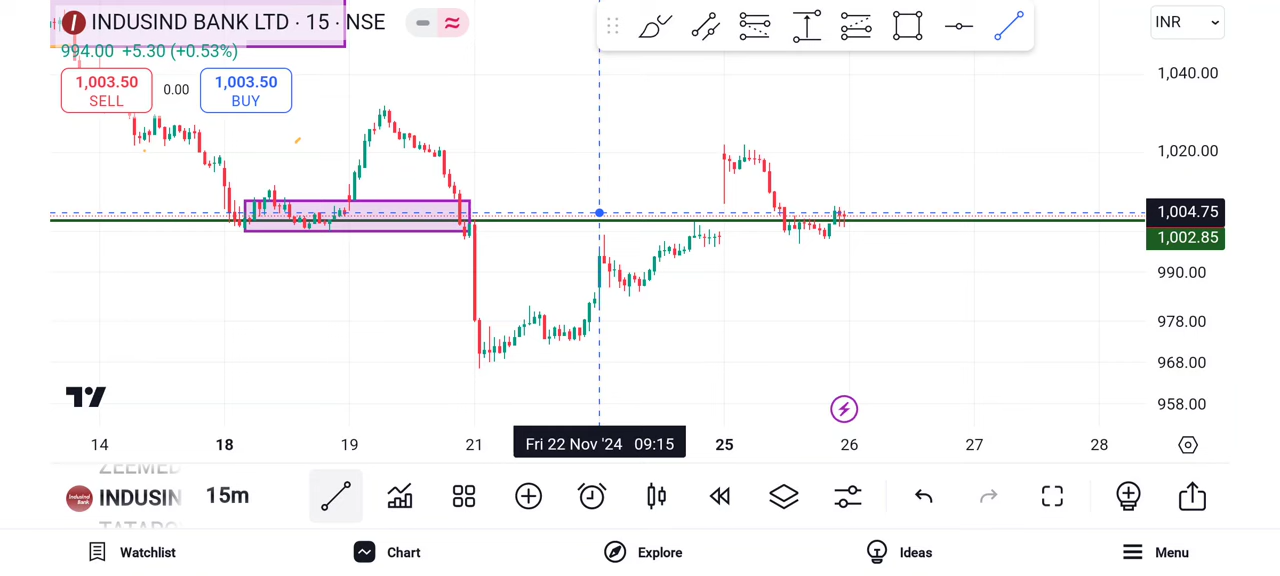 INDUSIND BANK LTD · 15 · NSE
INR
994.00 +5.30 (+0.53%)
1,003.50
SELL
0.00
1,003.50
BUY
1,040.00
1,020.00
1,004.75
1,002.85
990.00
978.00
968.00
958.00
14
18
19
21
Fri 22 Nov '24 09:15
25
26
27
28
ZEEMED
INDUSIN
15m
Watchlist
Chart
Explore
Ideas
Menu